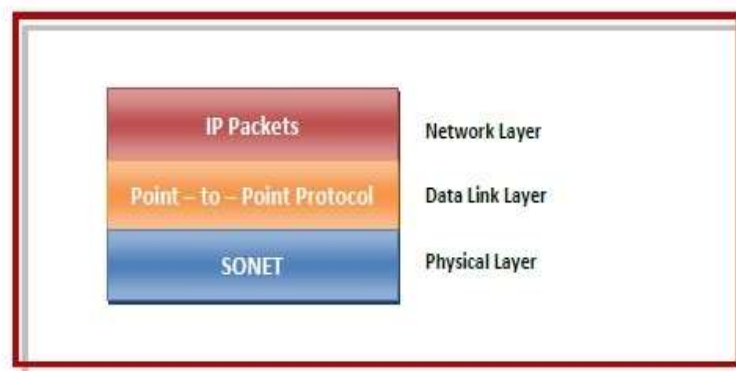 IP Packets
Network Layer
Point – to – Point Protocol
Data Link Layer
SONET
Physical Layer